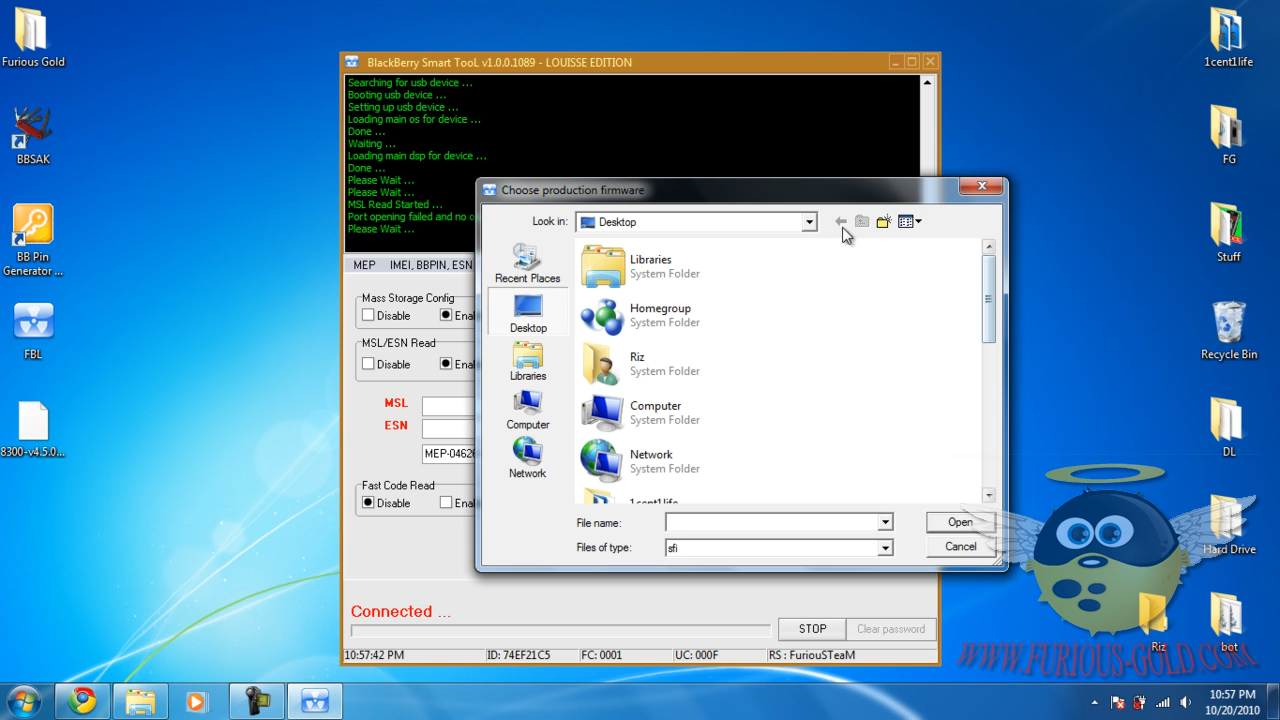 Furious Gold
BBSAK
BB Pin
Generator ...
FBL
8300-v4.5.0...
BlackBerry Smart TooL v1.0.0.1089 - LOUISSE EDITION
Searching for usb device ...
Booting usb device ...
Setting up usb device ...
Loading main os for device ...
Done ...
Waiting ...
Loading main dsp for device ...
Done ...
Please Wait ...
Please Wait ...
MSL Read Started ...
Port opening failed and no o
Please Wait ...
MEP IMEI, BBPIN, ESN
Mass Storage Config
Disable Ena
MSL/ESN Read
Disable Ena
MSL
ESN
MEP-0462
Fast Code Read
Disable Ena
Connected ...
STOP
Clear password
10:57:42 PM ID: 74EF21C5 FC: 0001 UC: 000F RS : FuriouSTeaM
Choose production firmware
Look in: Desktop
Recent Places
Desktop
Libraries
Computer
Network
Libraries
System Folder
Homegroup
System Folder
Riz
System Folder
Computer
System Folder
Network
System Folder
1cent1life
File name:
Open
Files of type: sfi
Cancel
1cent1life
FG
Stuff
Recycle Bin
DL
Hard Drive
Riz
bot
WWW.FURIOUS-GOLD.COM
10:57 PM
10/20/2010